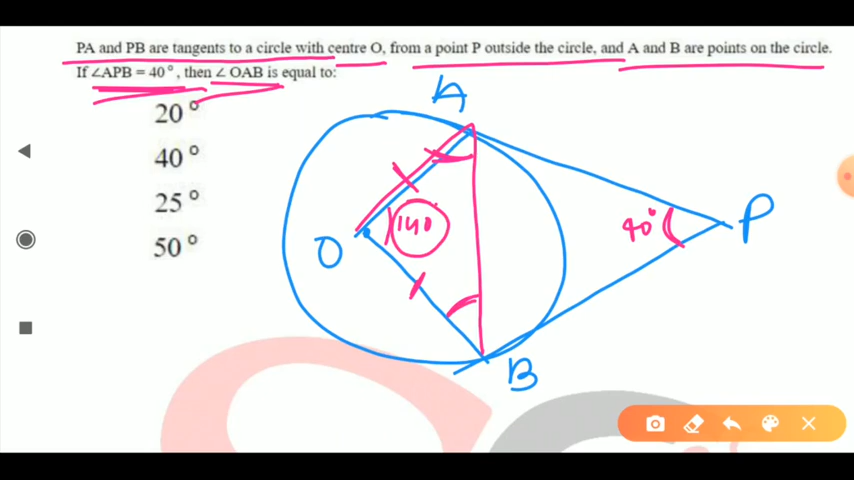 PA and PB are tangents to a circle with centre O, from a point P outside the circle, and A and B are points on the circle.
If ∠APB = 40°, then ∠ OAB is equal to:
20°
40°
25°
50°
A
140
40°
P
O
B